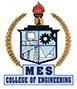 MES
COLLEGE OF ENGINEERING